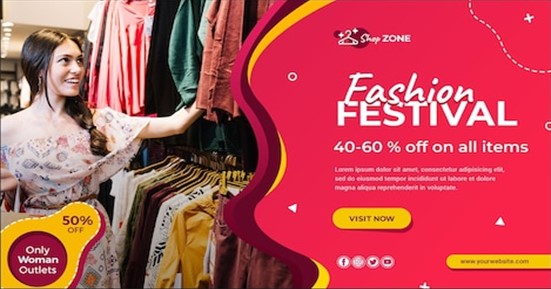 Shop ZONE
Fashion
FESTIVAL
40-60 % off on all items
Lorem ipsum dolor sit amet, consectetur adipisicing elit,
sed eiusmod tempor incididunt ut labore et dolore
magna aliqua reprehenderit in voluptate.
VISIT NOW
www.yourwebsite.com
50%
OFF
Only
Woman
Outlets